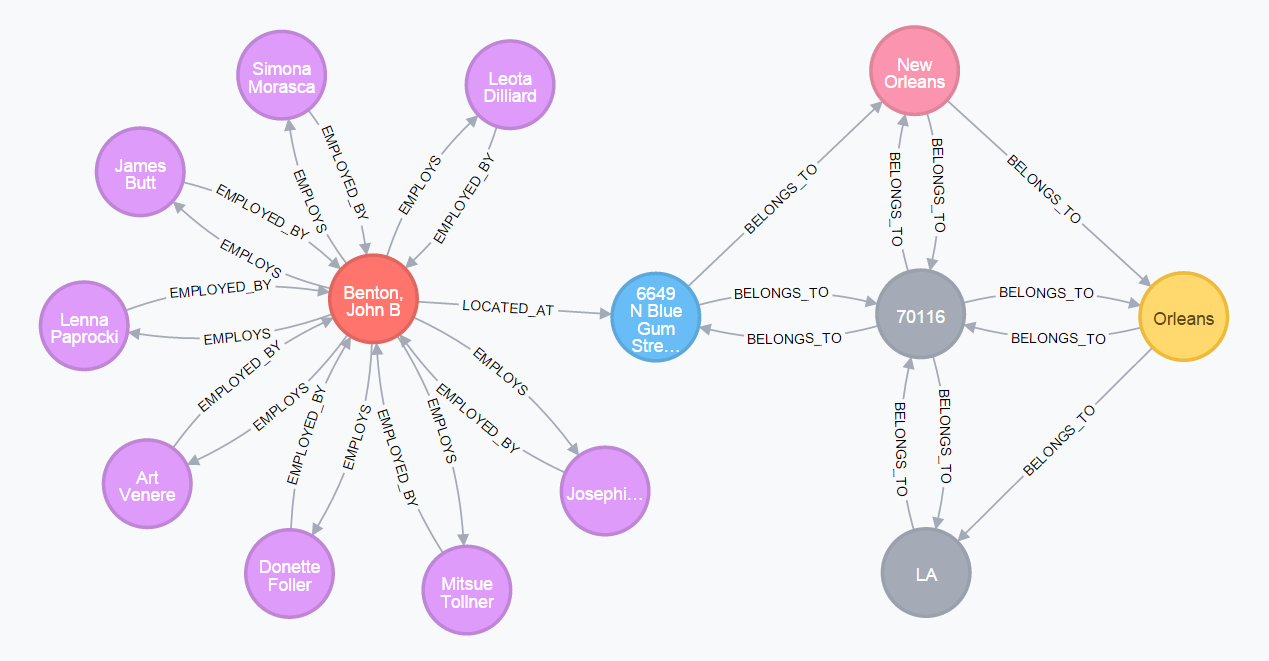 Simona
Morasca
Leota
Dilliard
New
Orleans
James
Butt
EMPLOYED_BY
EMPLOYS
EMPLOYS
EMPLOYED_BY
EMPLOYED_BY
EMPLOYS
BELONGS_TO
BELONGS_TO
BELONGS_TO
BELONGS_TO
Lenna
Paprocki
EMPLOYED_BY
EMPLOYS
Benton,
John B
LOCATED_AT
6649
N Blue
Gum
Stre…
BELONGS_TO
BELONGS_TO
70116
BELONGS_TO
BELONGS_TO
Orleans
EMPLOYED_BY
EMPLOYS
EMPLOYED_BY
EMPLOYS
EMPLOYED_BY
EMPLOYS
EMPLOYED_BY
EMPLOYS
BELONGS_TO
BELONGS_TO
BELONGS_TO
Art
Venere
Josephi…
Donette
Foller
Mitsue
Tollner
LA